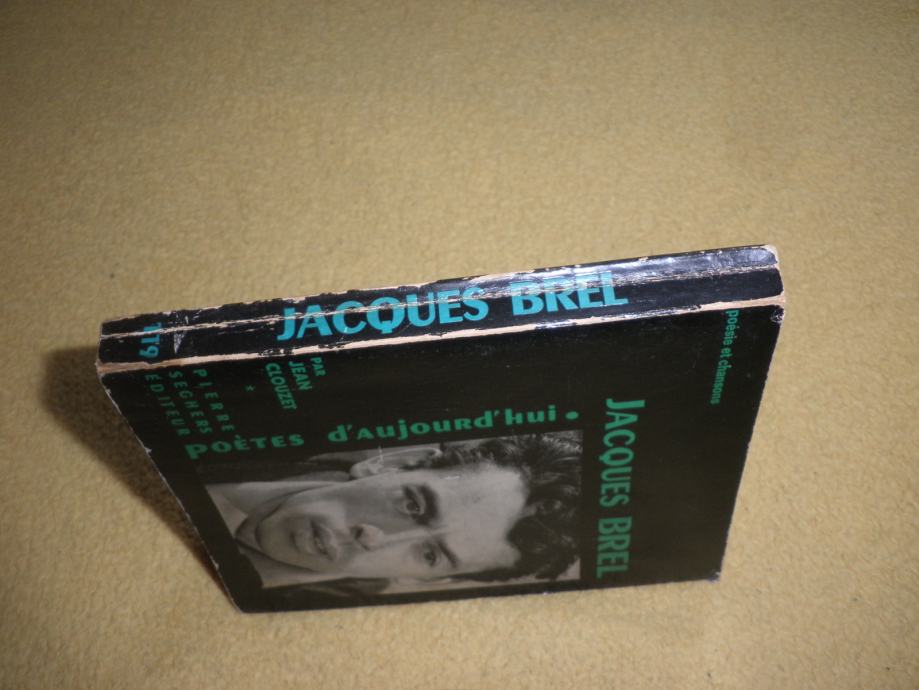 JACQUES BREL
119
poésie et chansons
JACQUES BREL
POÈTES d'AUJOURd'hui.
PAR
JEAN
CLOUZET
*
PIERRE
SEGHERS
ÉDITEUR